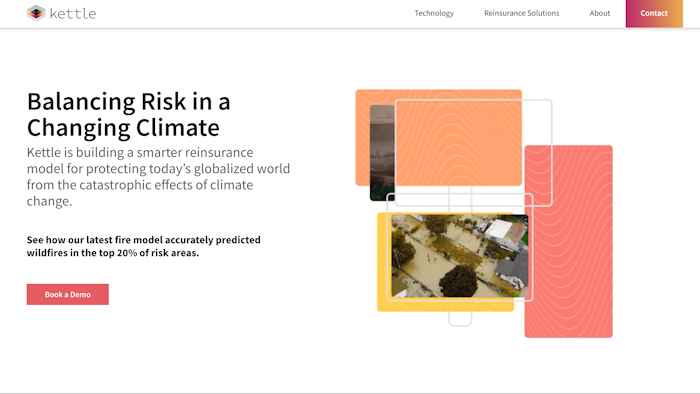 kettle
Technology
Reinsurance Solutions
About
Contact
Balancing Risk in a
Changing Climate
Kettle is building a smarter reinsurance
model for protecting today’s globalized world
from the catastrophic effects of climate
change.
See how our latest fire model accurately predicted
wildfires in the top 20% of risk areas.
Book a Demo